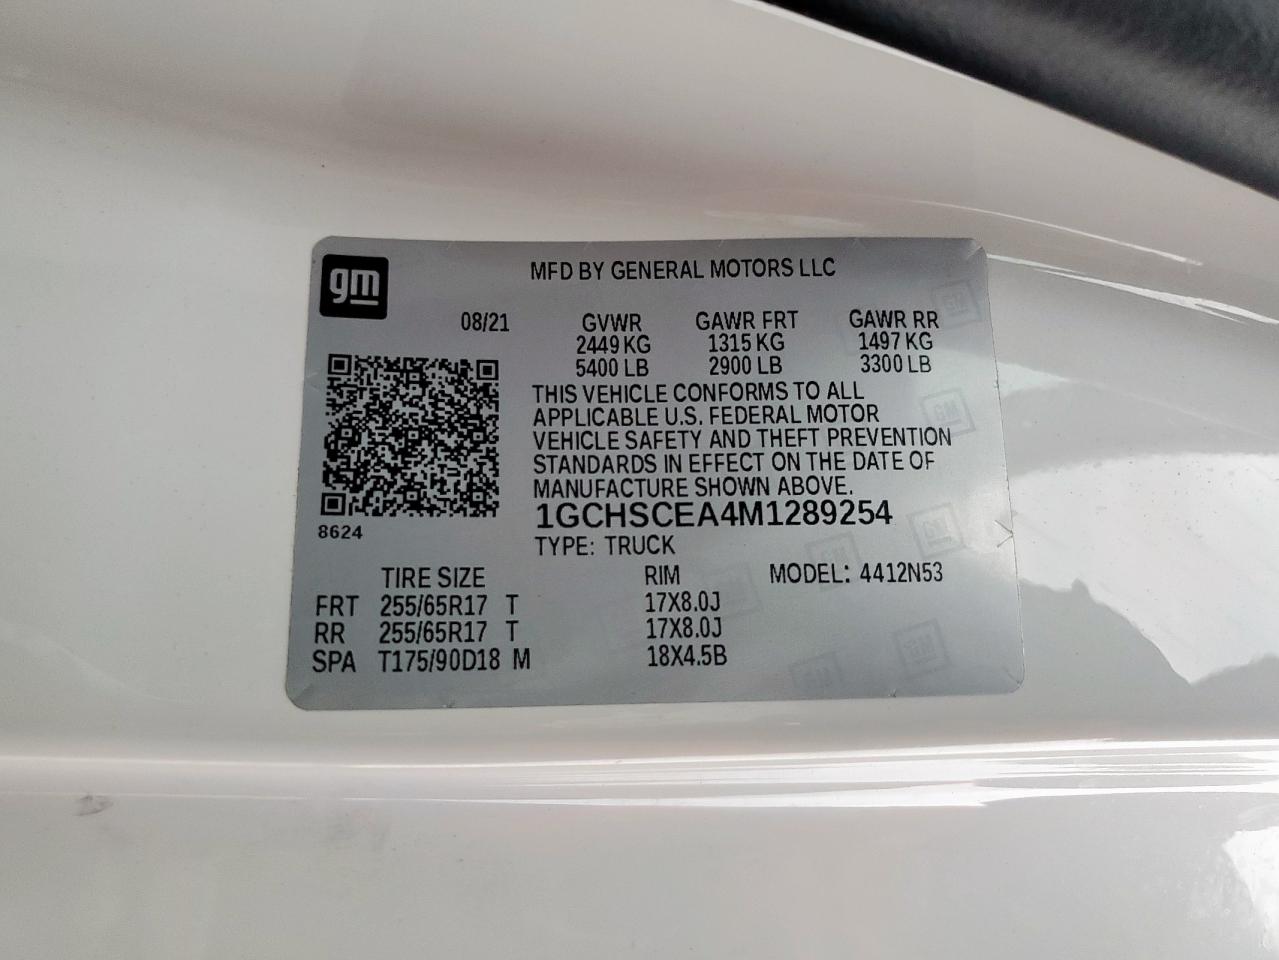 gm
MFD BY GENERAL MOTORS LLC
08/21 GVWR GAWR FRT GAWR RR
2449 KG 1315 KG 1497 KG
5400 LB 2900 LB 3300 LB
THIS VEHICLE CONFORMS TO ALL
APPLICABLE U.S. FEDERAL MOTOR
VEHICLE SAFETY AND THEFT PREVENTION
STANDARDS IN EFFECT ON THE DATE OF
MANUFACTURE SHOWN ABOVE.
1GCHSCEA4M1289254
8624
TYPE: TRUCK
TIRE SIZE RIM MODEL: 4412N53
FRT 255/65R17 T 17X8.0J
RR 255/65R17 T 17X8.0J
SPA T175/90D18 M 18X4.5B